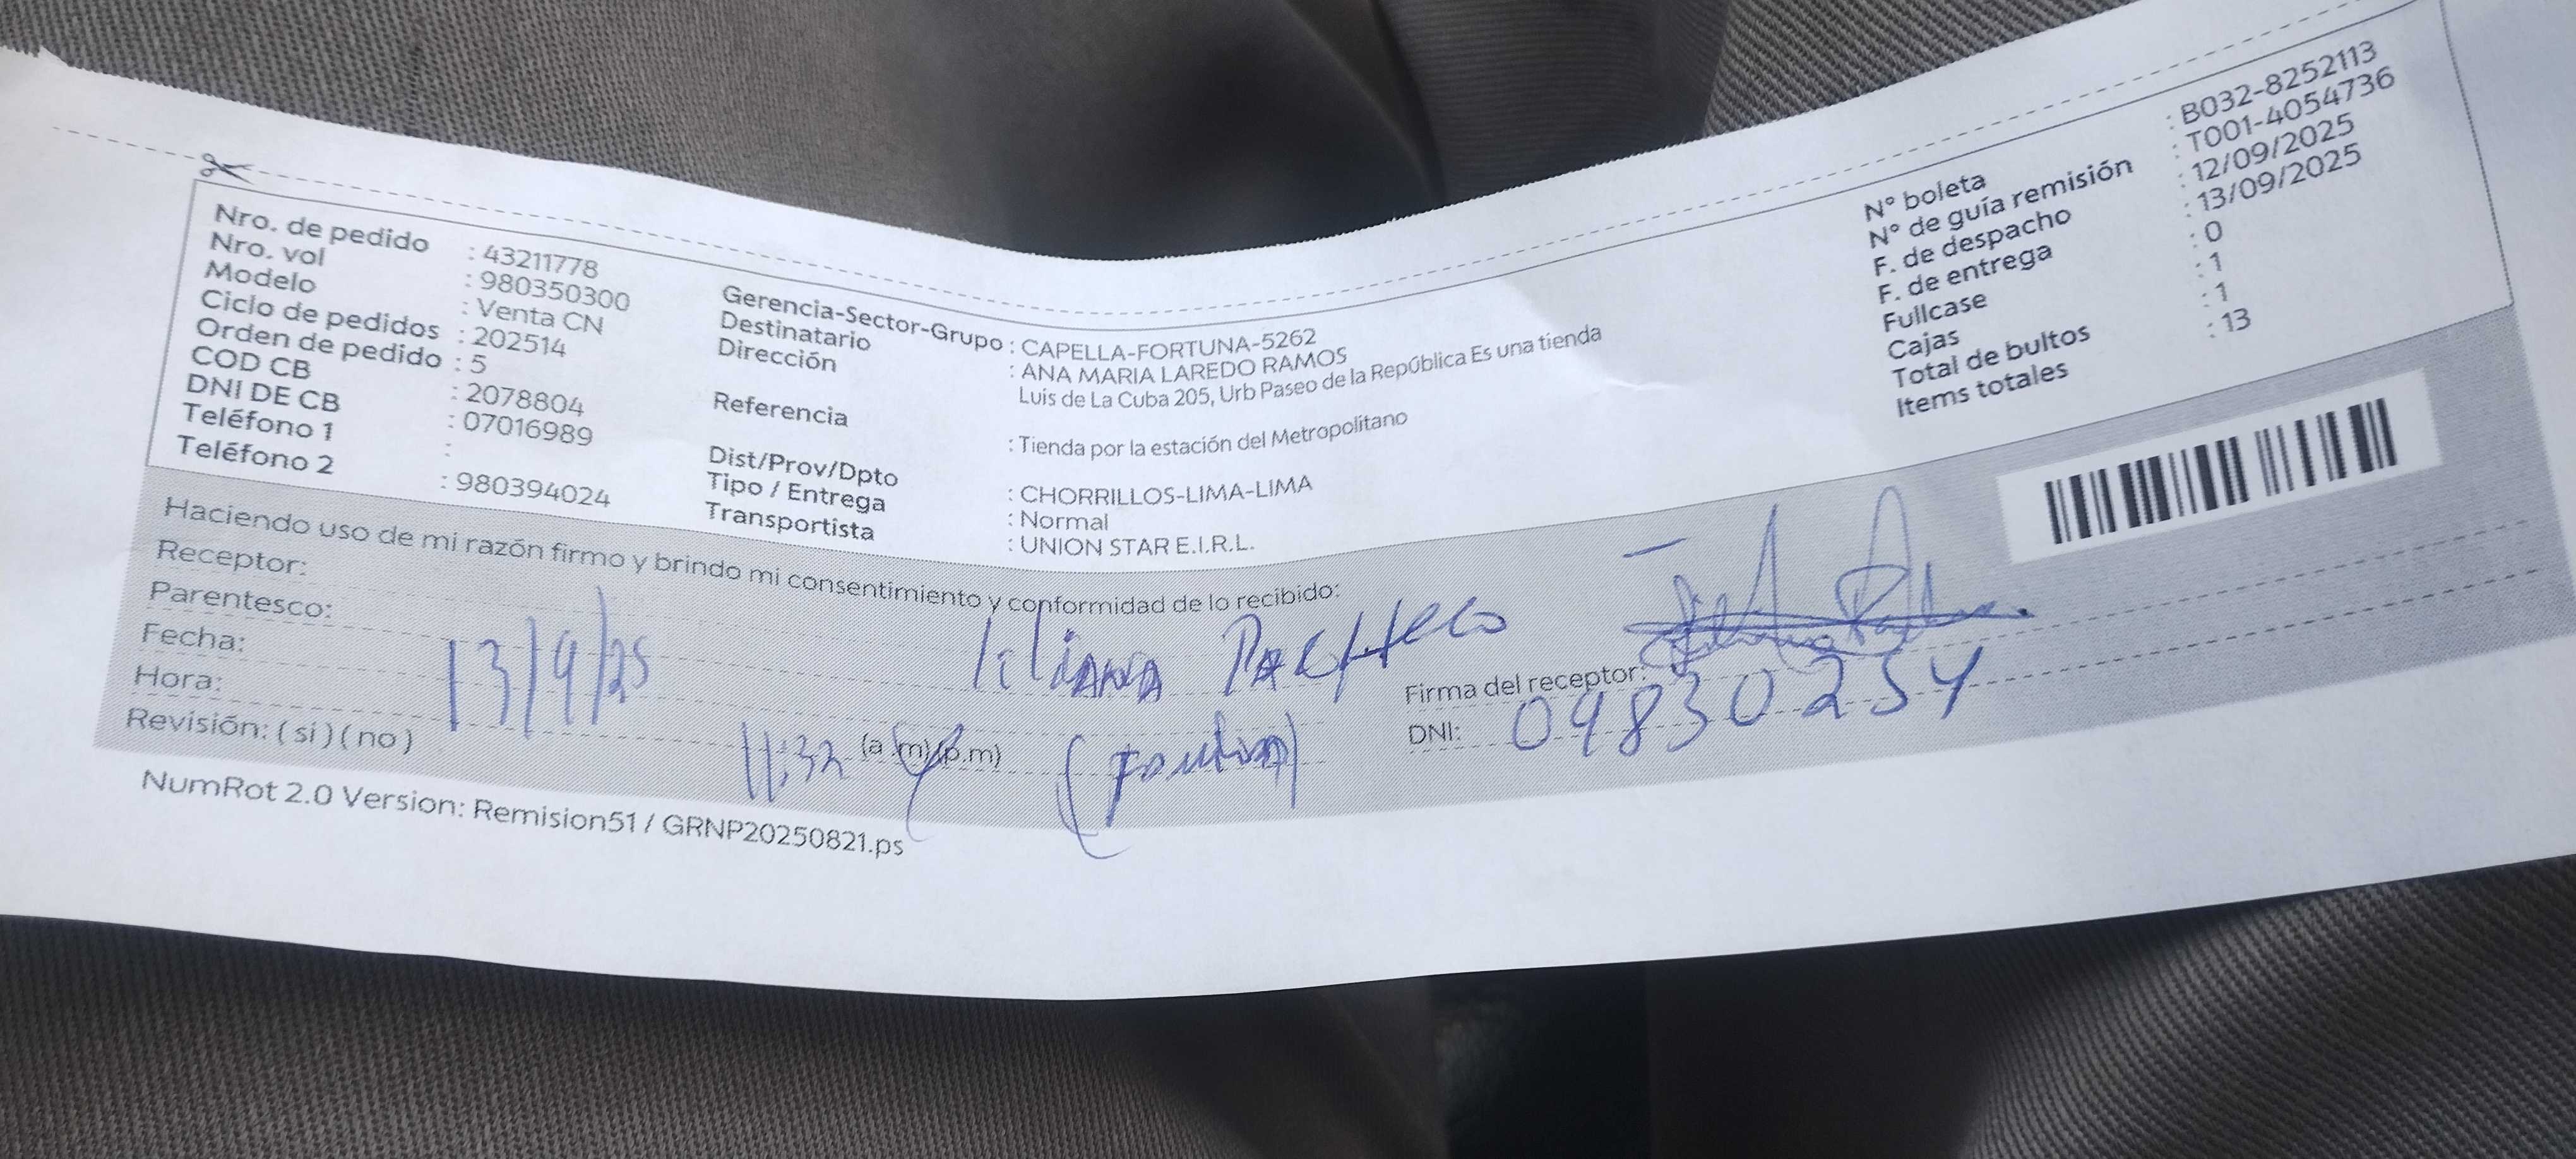 Nro. de pedido : 43211778
Nro. vol : 980350300
Modelo : Venta CN
Ciclo de pedidos : 202514
Orden de pedido : 5
COD CB : 2078804
DNI DE CB : 07016989
Teléfono 1 :
Teléfono 2 : 980394024
Gerencia-Sector-Grupo : CAPELLA-FORTUNA-5262
Destinatario : ANA MARIA LAREDO RAMOS
Dirección Luis de La Cuba 205, Urb Paseo de la República Es una tienda
Referencia : Tienda por la estación del Metropolitano
Dist/Prov/Dpto : CHORRILLOS-LIMA-LIMA
Tipo / Entrega : Normal
Transportista : UNION STAR E.I.R.L.
N° boleta : B032-8252113
N° de guía remisión : T001-4054736
F. de despacho : 12/09/2025
F. de entrega : 13/09/2025
Fullcase : 0
Cajas : 1
Total de bultos : 1
Items totales : 13
Haciendo uso de mi razón firmo y brindo mi consentimiento y conformidad de lo recibido:
Receptor: Pacheco
Parentesco:
Fecha: 13/9/25
Hora: 11:32 (a.m) (p.m)
Revisión: ( si ) ( no )
Firma del receptor:
DNI: 09830254
NumRot 2.0 Version: Remision51 / GRNP20250821.ps